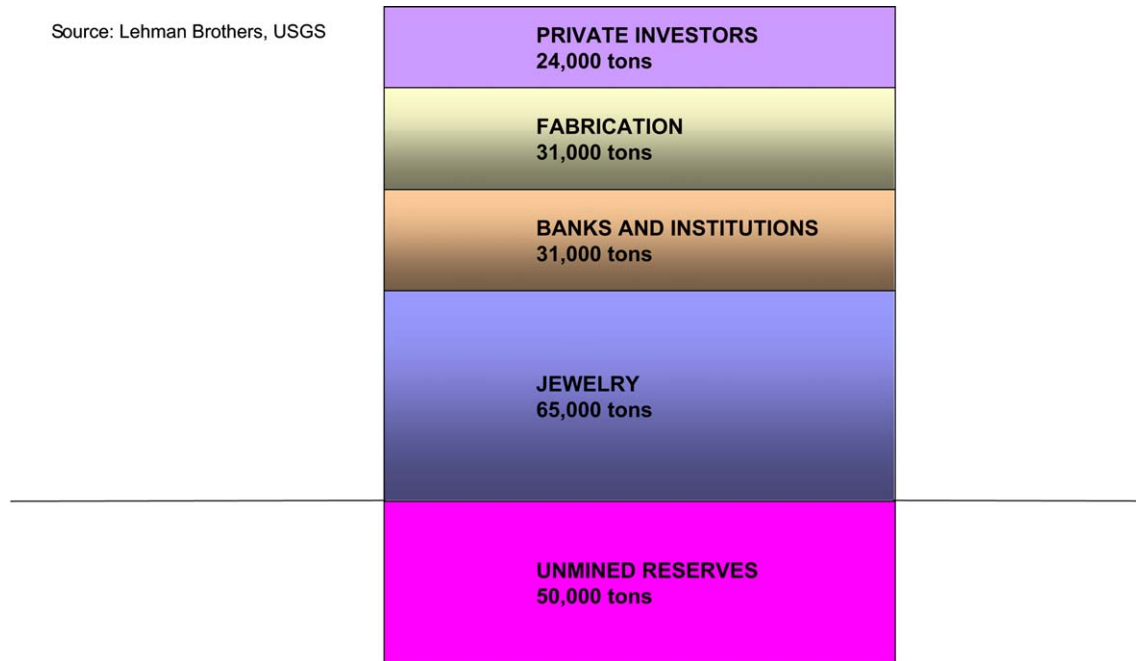 Source: Lehman Brothers, USGS
PRIVATE INVESTORS
24,000 tons
FABRICATION
31,000 tons
BANKS AND INSTITUTIONS
31,000 tons
JEWELRY
65,000 tons
UNMINED RESERVES
50,000 tons